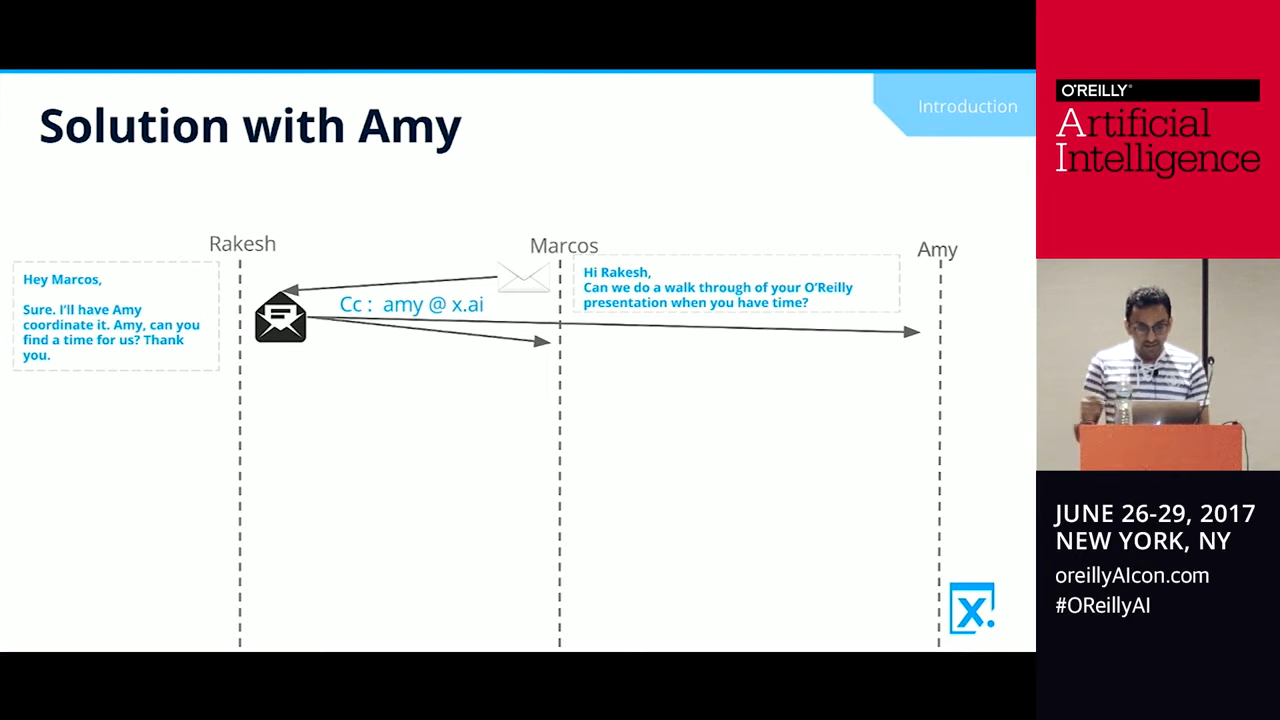 Introduction
Solution with Amy
Rakesh
Marcos
Amy
Hey Marcos,
Sure. I'll have Amy
coordinate it. Amy, can you
find a time for us? Thank
you.
Cc : amy @ x.ai
Hi Rakesh,
Can we do a walk through of your O'Reilly
presentation when you have time?
x.
O'REILLY®
Artificial
Intelligence
JUNE 26-29, 2017
NEW YORK, NY
oreillyAIcon.com
#OReillyAI